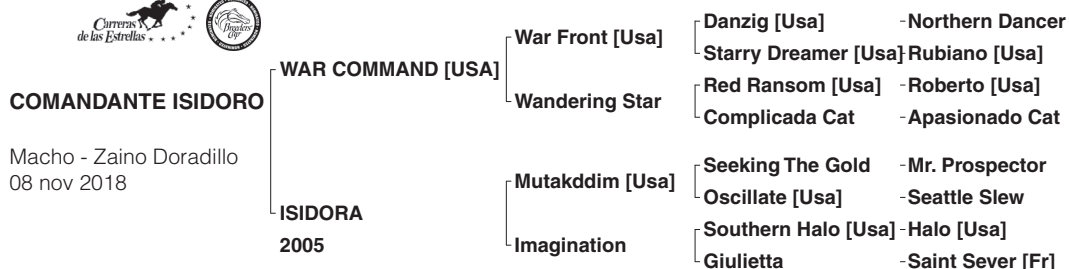 Carreras
de las Estrellas
Breeders'
Cup
COMANDANTE ISIDORO
Macho - Zaino Doradillo
08 nov 2018
WAR COMMAND [USA]
ISIDORA
2005
War Front [Usa]
Wandering Star
Mutakddim [Usa]
Imagination
Danzig [Usa]
Starry Dreamer [Usa]
Red Ransom [Usa]
Complicada Cat
Seeking The Gold
Oscillate [Usa]
Southern Halo [Usa]
Giulietta
-Northern Dancer
-Rubiano [Usa]
-Roberto [Usa]
-Apasionado Cat
-Mr. Prospector
-Seattle Slew
-Halo [Usa]
-Saint Sever [Fr]